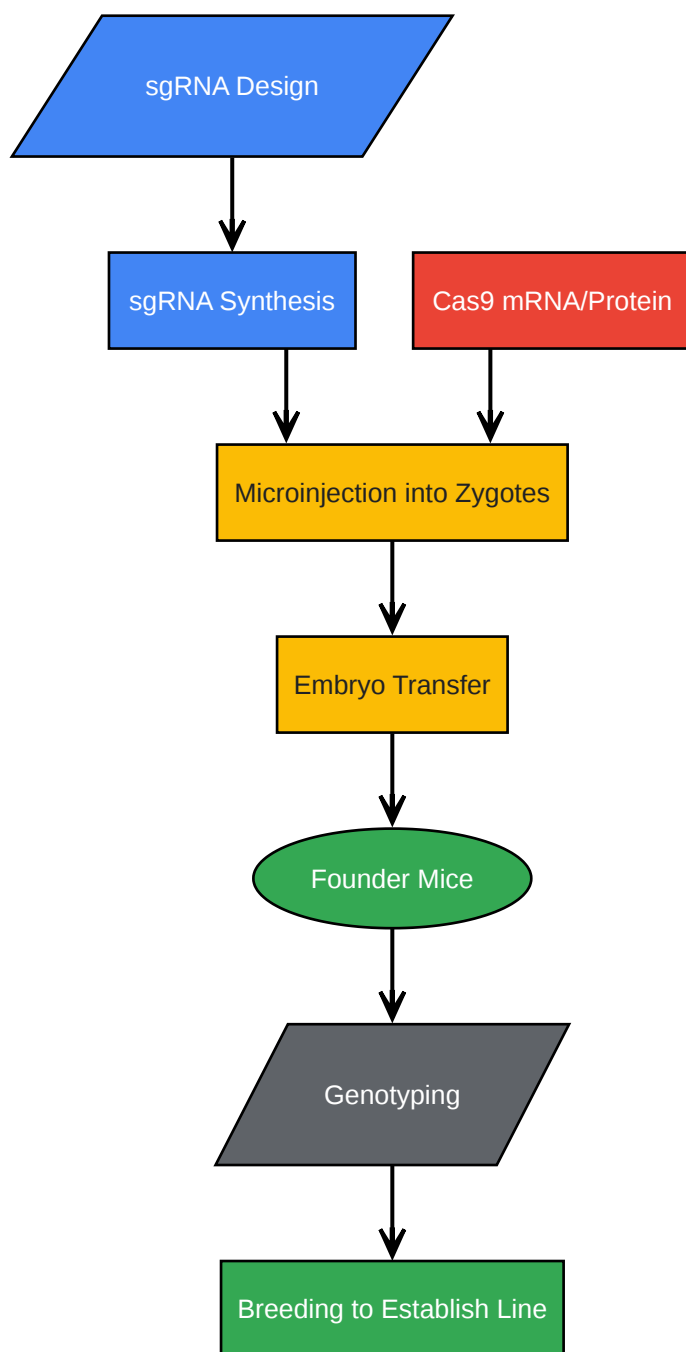 sgRNA Design
sgRNA Synthesis
Cas9 mRNA/Protein
Microinjection into Zygotes
Embryo Transfer
Founder Mice
Genotyping
Breeding to Establish Line